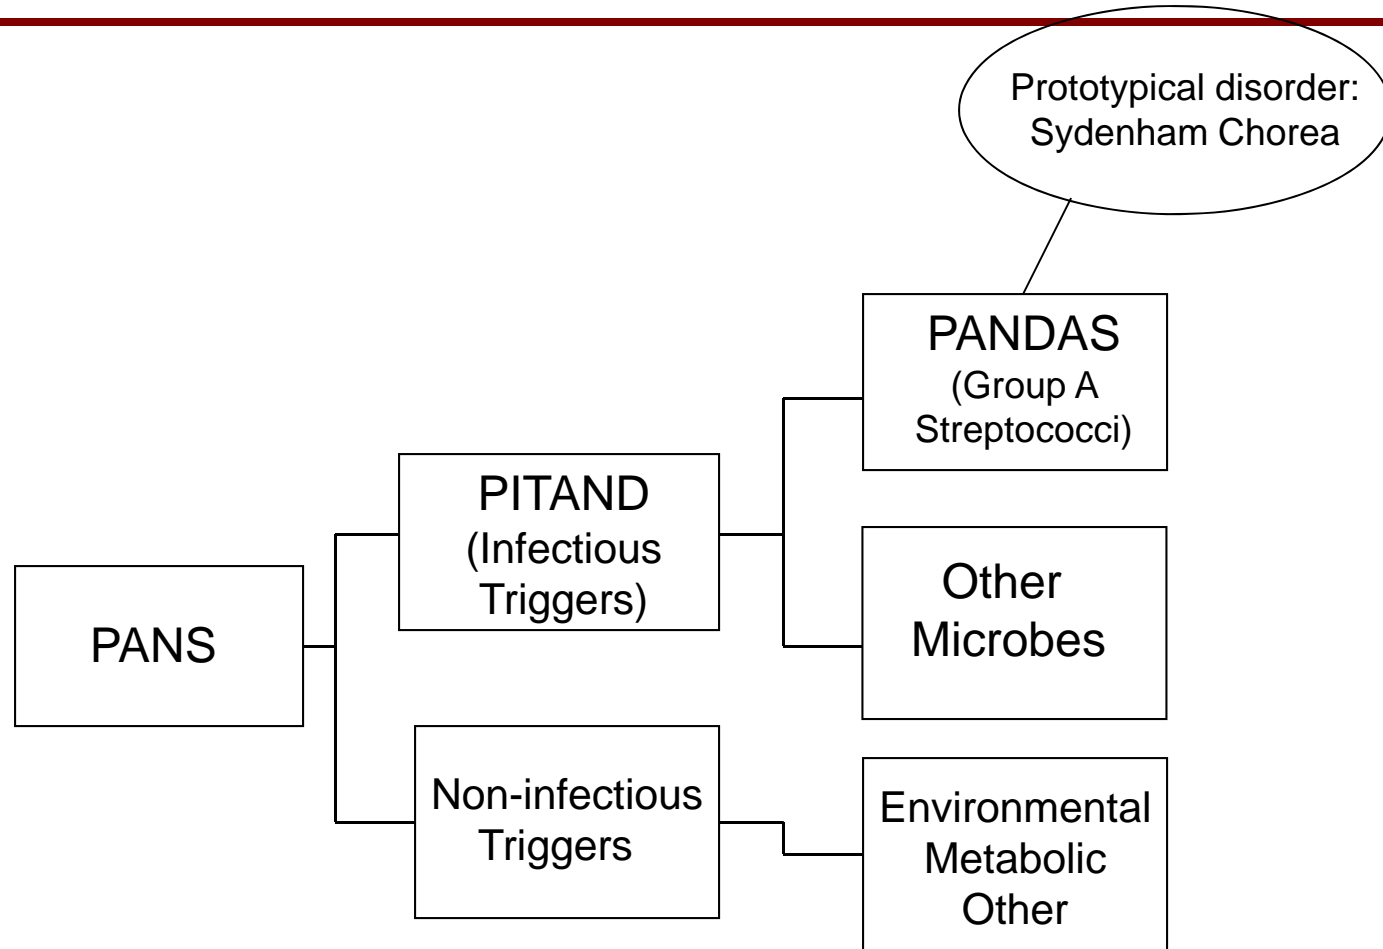 Prototypical disorder:
Sydenham Chorea
PANDAS
(Group A
Streptococci)
PITAND
(Infectious
Triggers)
Other
Microbes
PANS
Non-infectious
Triggers
Environmental
Metabolic
Other